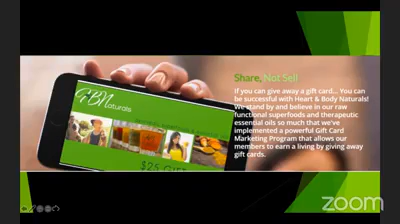 Share, Not Sell
If you can give away a gift card... You can
be successful with Heart & Body Naturals!
We stand by and believe in our raw
functional superfoods and therapeutic
essential oils so much that we've
implemented a powerful Gift Card
Marketing Program that allows our
members to earn a living by giving away
gift cards.
HBN
aturals
$25 GIFT
zoom